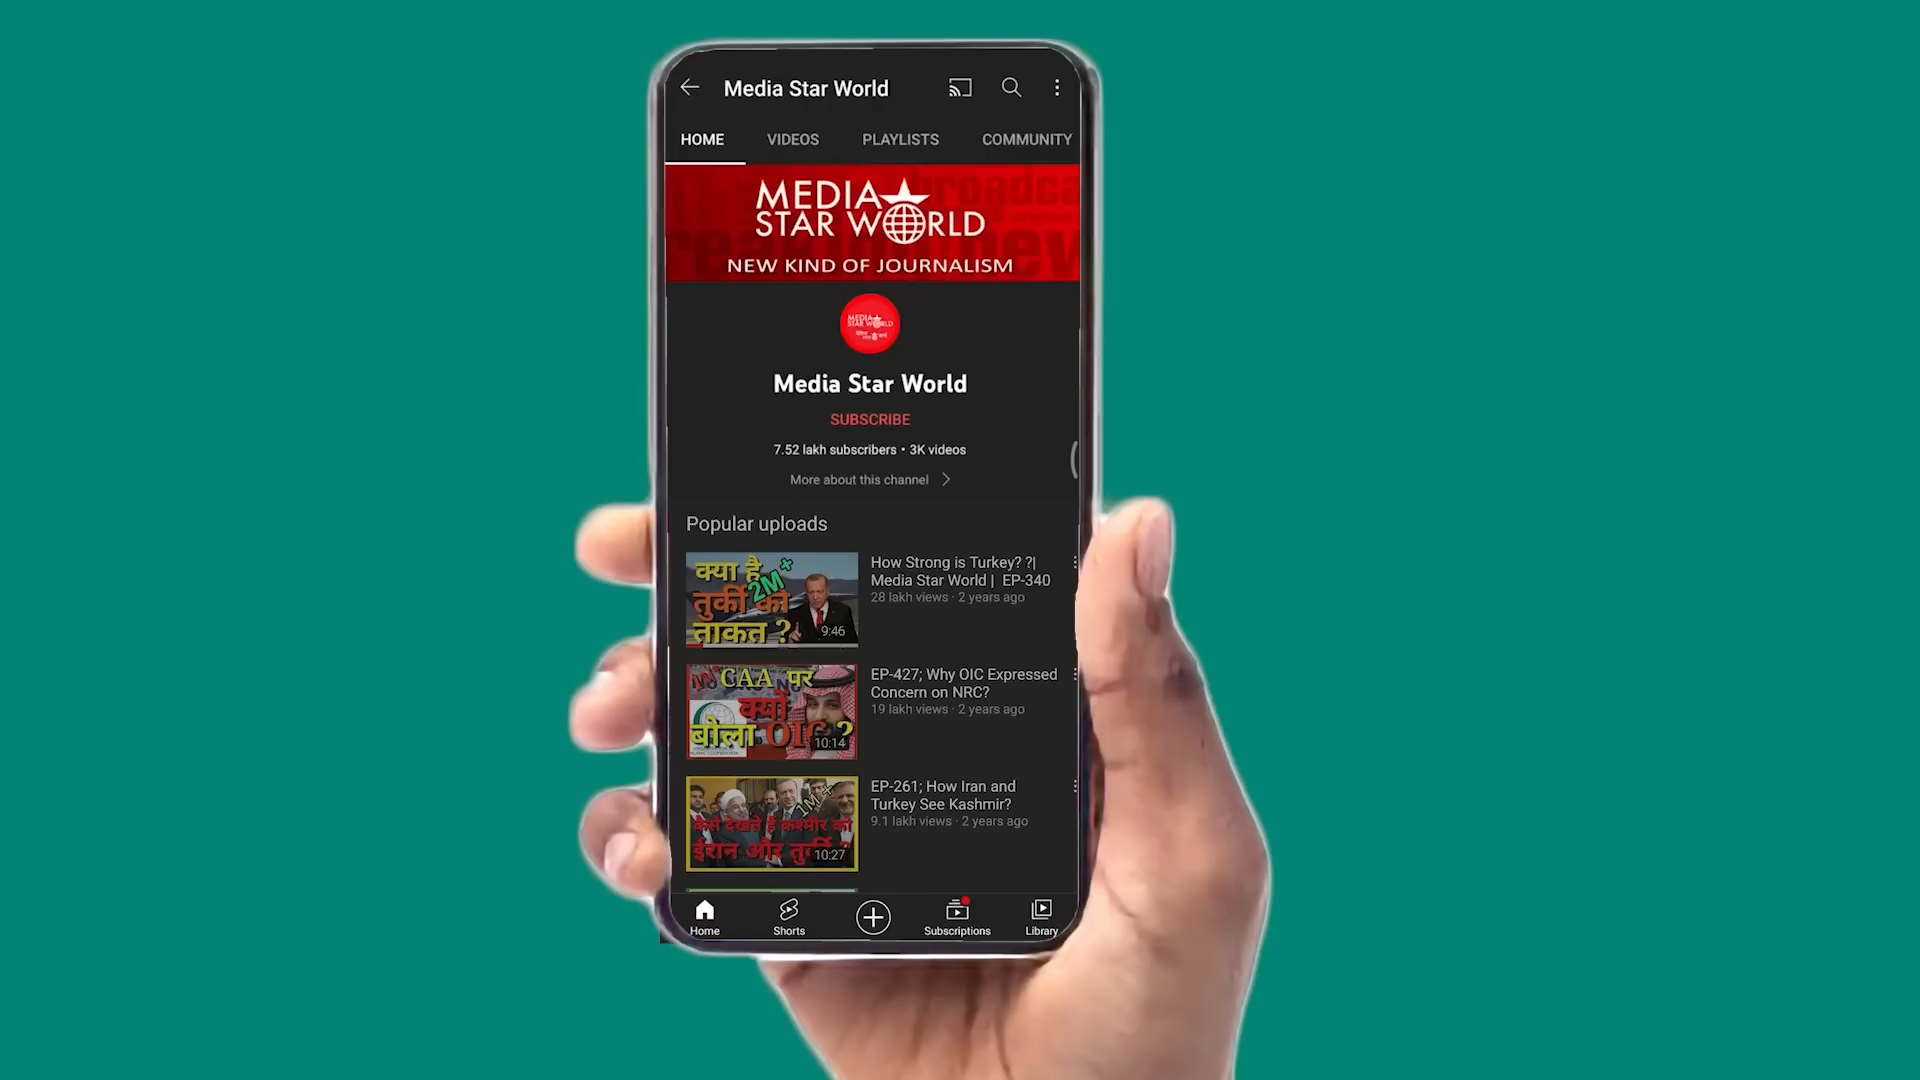 Media Star World
HOME VIDEOS PLAYLISTS COMMUNITY
MEDIA
STAR WORLD
NEW KIND OF JOURNALISM
MEDIA
STAR WORLD
Media Star World
SUBSCRIBE
7.52 lakh subscribers • 3K videos
More about this channel
Popular uploads
क्या है
2M+
तुर्की की
ताकत ?
9:46
How Strong is Turkey? ?|
Media Star World | EP-340
28 lakh views · 2 years ago
CAA पर
क्यों
बोला OIC ?
10:14
EP-427; Why OIC Expressed
Concern on NRC?
19 lakh views · 2 years ago
1M+
कैसे देखते हैं कश्मीर को
ईरान और
10:27
EP-261; How Iran and
Turkey See Kashmir?
9.1 lakh views · 2 years ago
Home Shorts Subscriptions Library